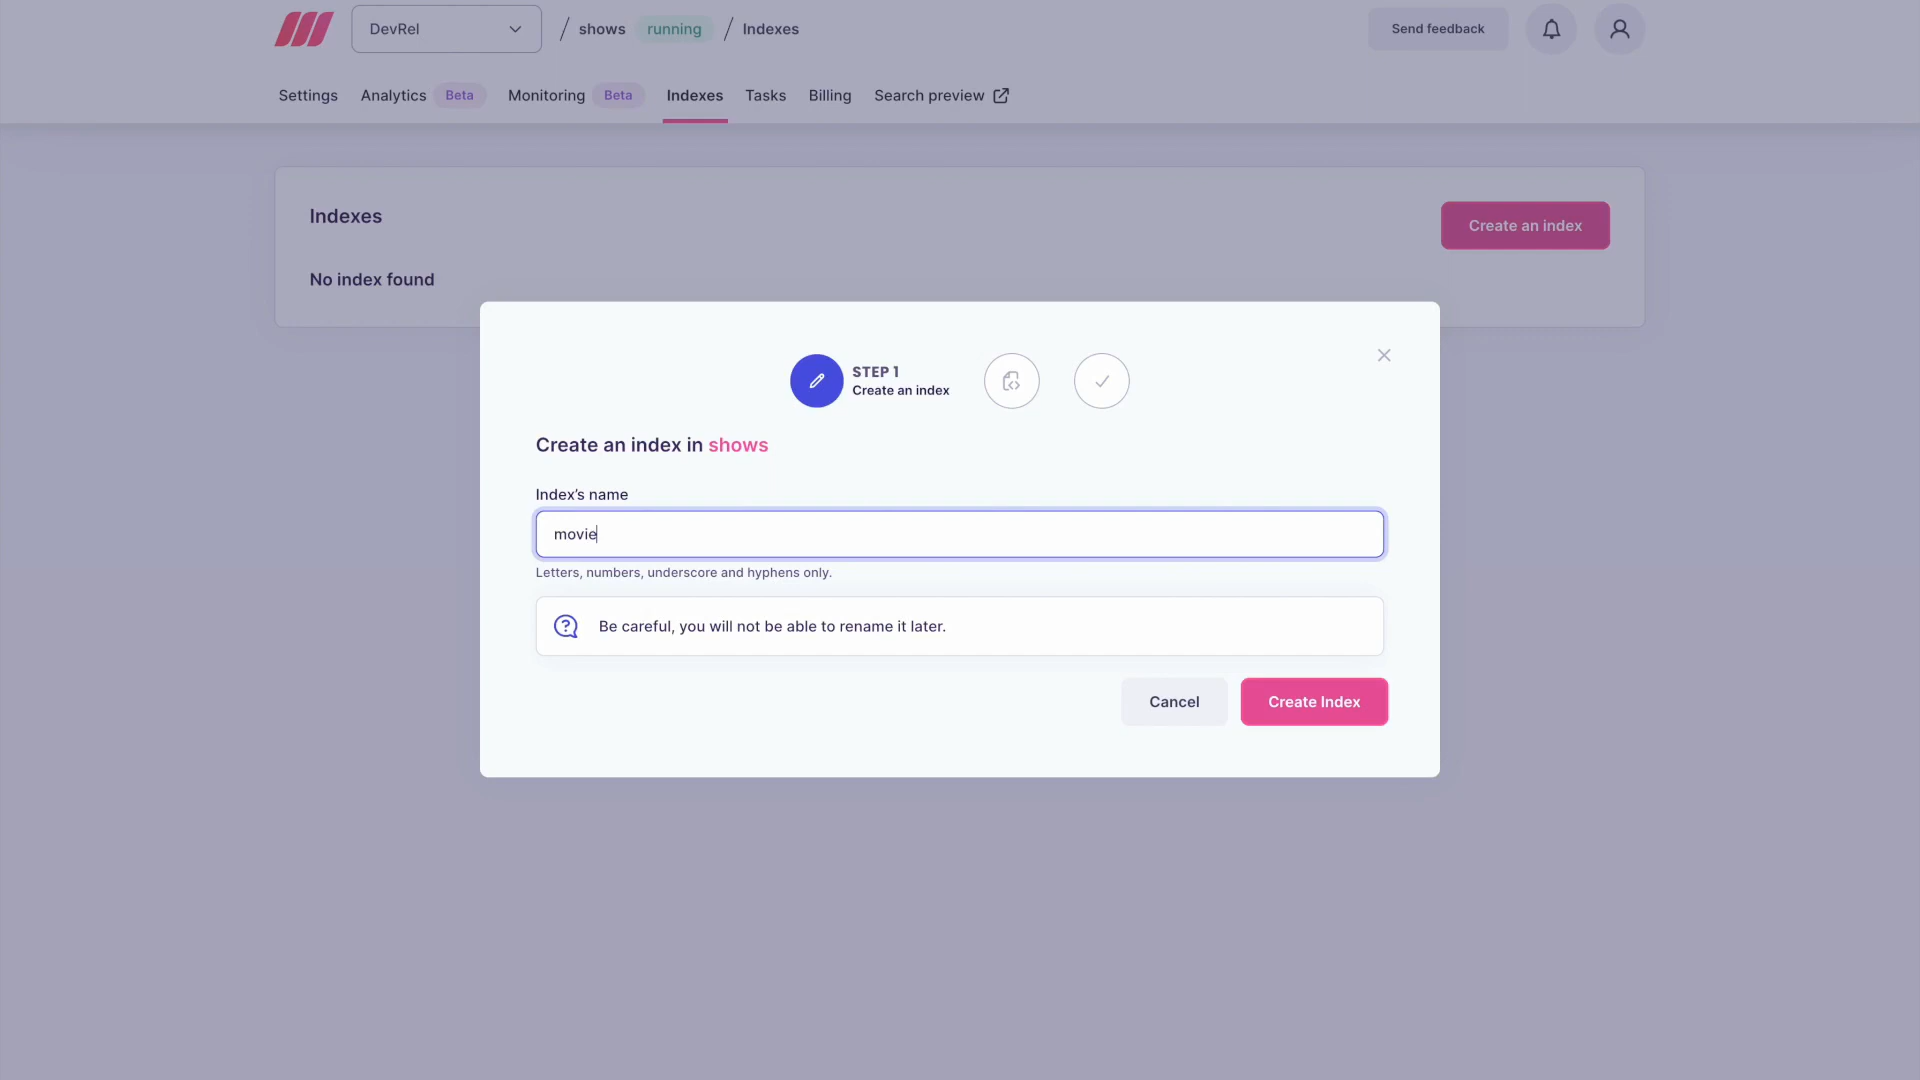 DevRel / shows running / Indexes Send feedback
Settings Analytics Beta Monitoring Beta Indexes Tasks Billing Search preview
Indexes
Create an index
No index found
STEP 1
Create an index
Create an index in shows
Index’s name
movie
Letters, numbers, underscore and hyphens only.
Be careful, you will not be able to rename it later.
Cancel Create Index